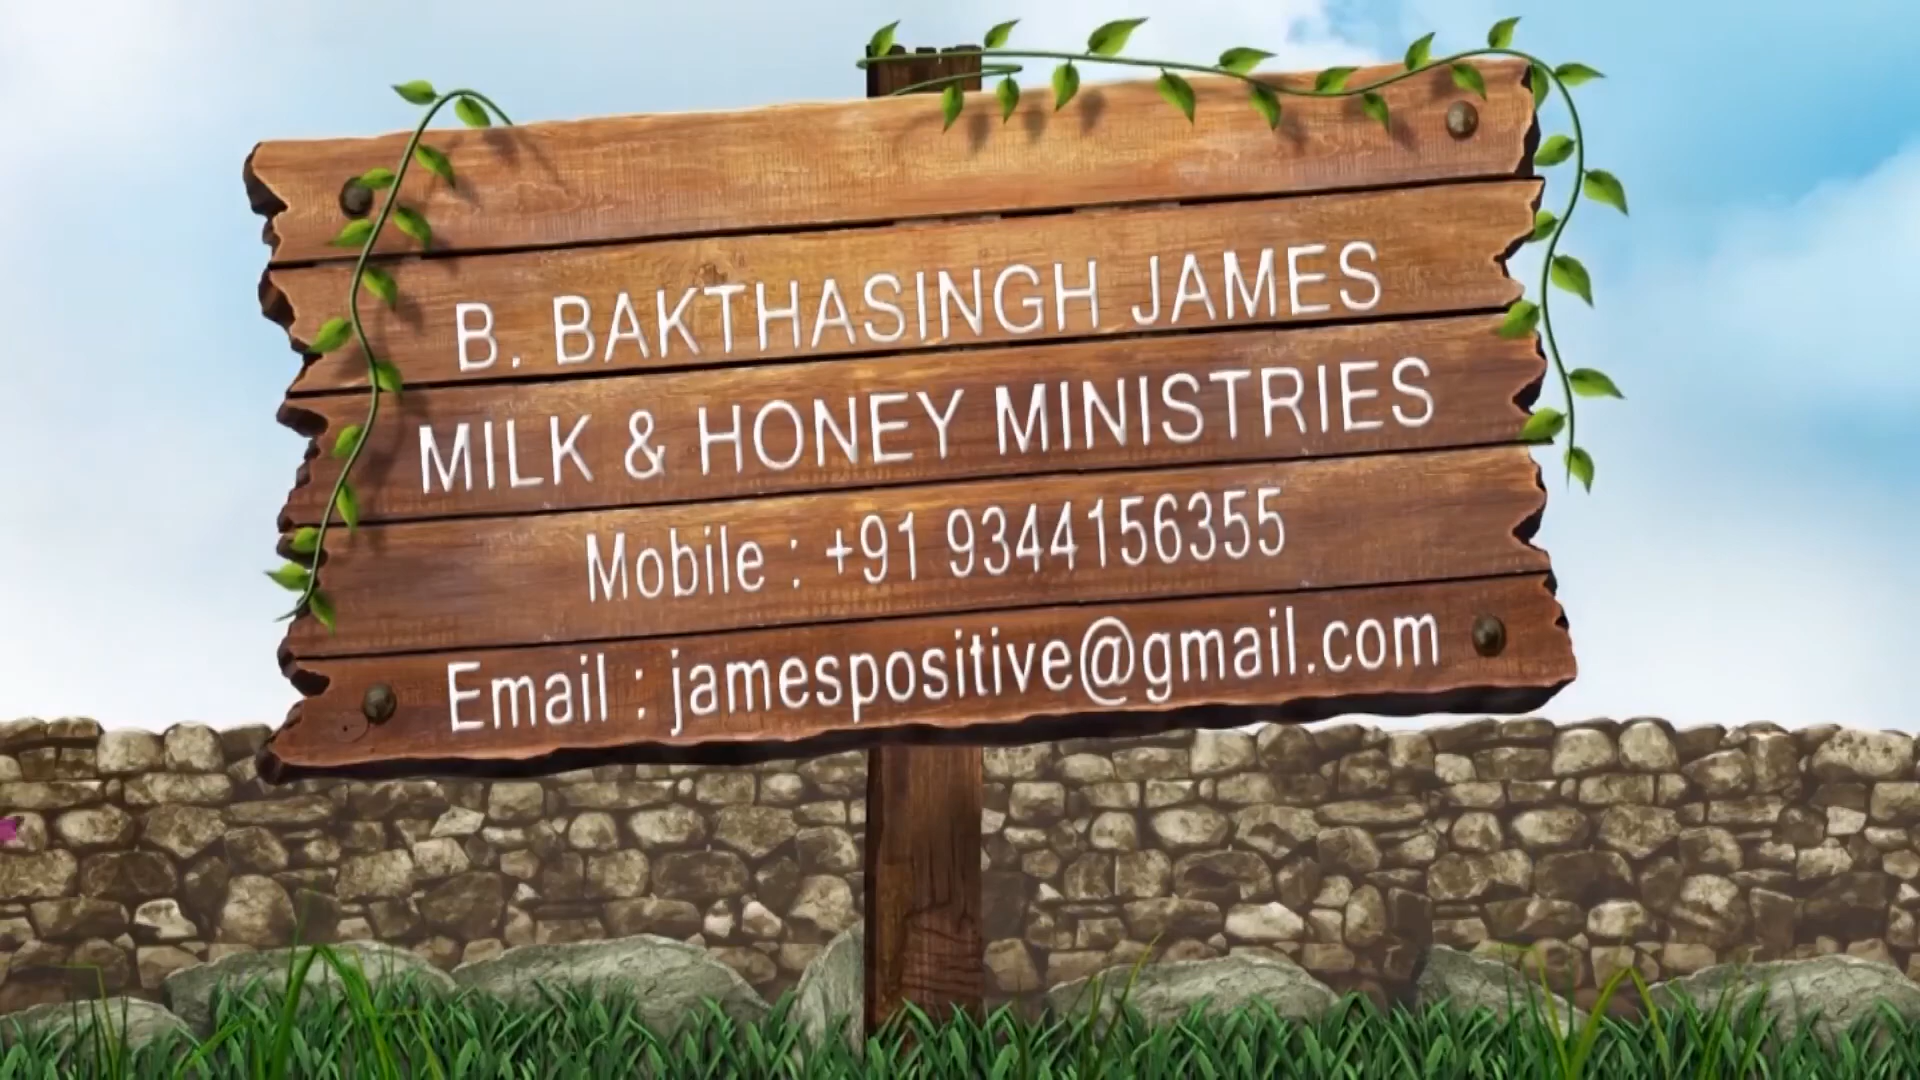 B. BAKTHASINGH JAMES
MILK & HONEY MINISTRIES
Mobile : +91 9344156355
Email : jamespositive@gmail.com